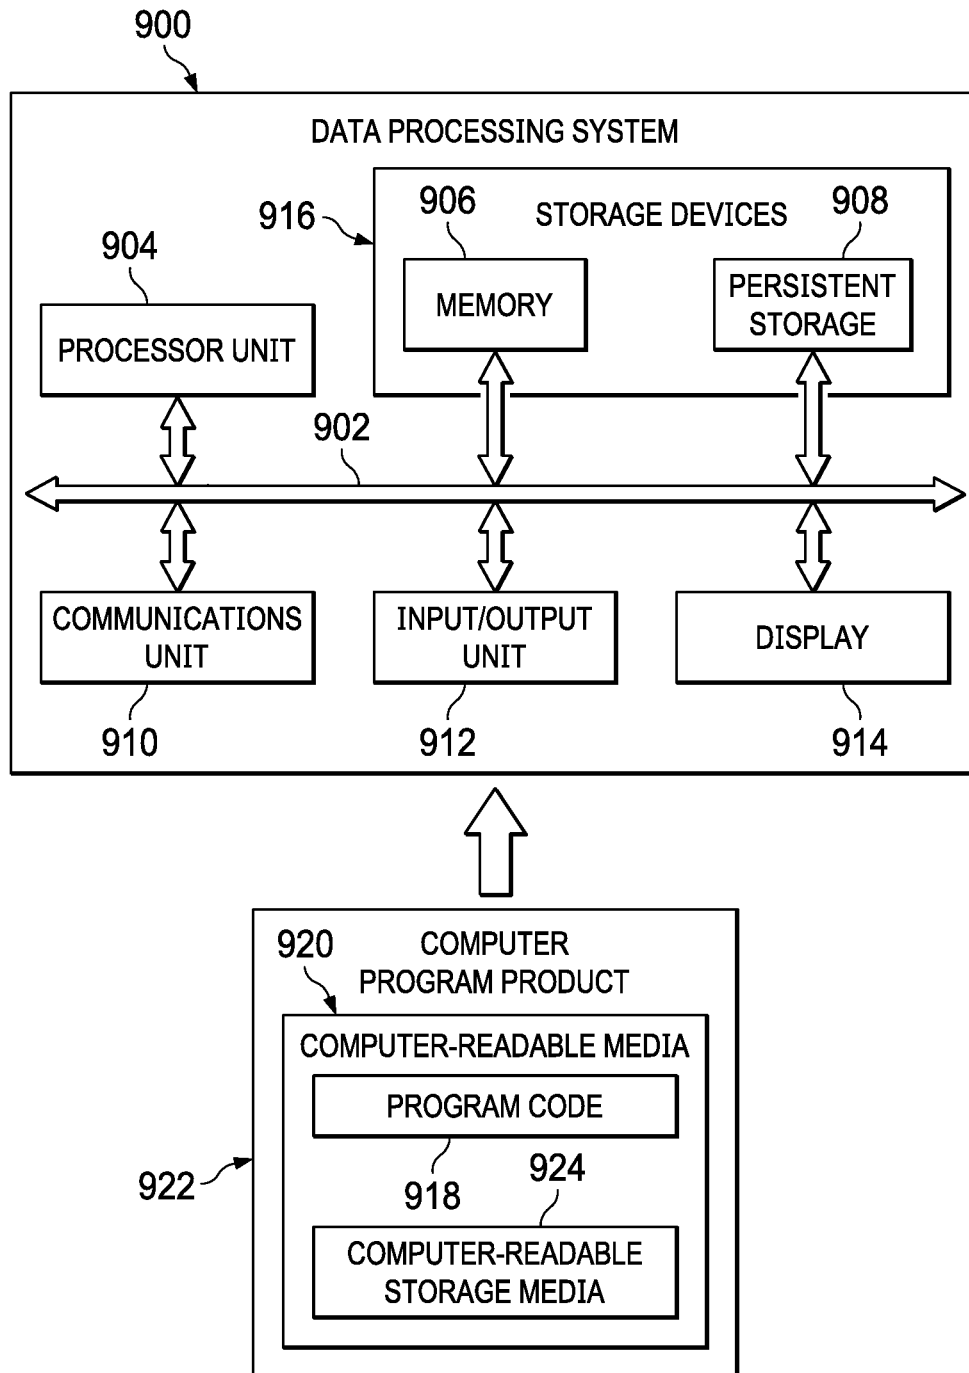 900
DATA PROCESSING SYSTEM
916
906
STORAGE DEVICES
908
904
MEMORY
PERSISTENT
STORAGE
PROCESSOR UNIT
902
COMMUNICATIONS
UNIT
INPUT/OUTPUT
UNIT
DISPLAY
910
912
914
920
COMPUTER
PROGRAM PRODUCT
COMPUTER-READABLE MEDIA
PROGRAM CODE
922
918
924
COMPUTER-READABLE
STORAGE MEDIA